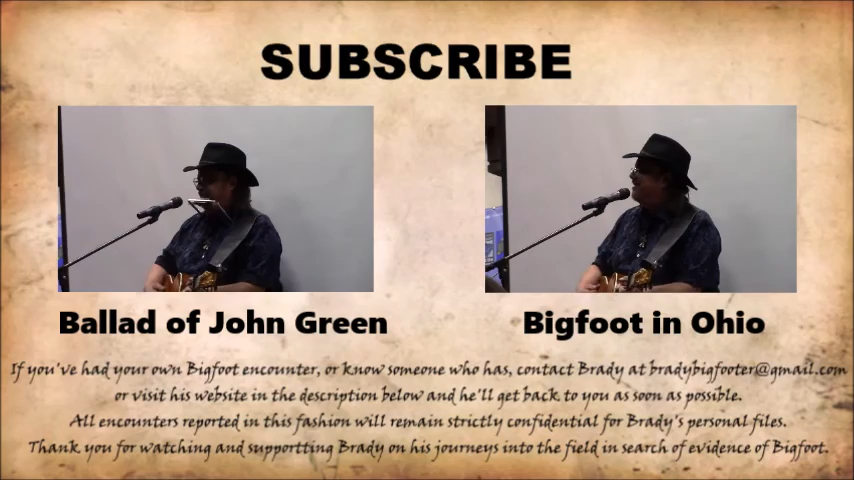 SUBSCRIBE
Ballad of John Green
Bigfoot in Ohio
If you've had your own Bigfoot encounter, or know someone who has, contact Brady at bradybigfooter@gmail.com
or visit his website in the description below and he'll get back to you as soon as possible.
All encounters reported in this fashion will remain strictly confidential for Brady's personal files.
Thank you for watching and supportting Brady on his journeys into the field in search of evidence of Bigfoot.